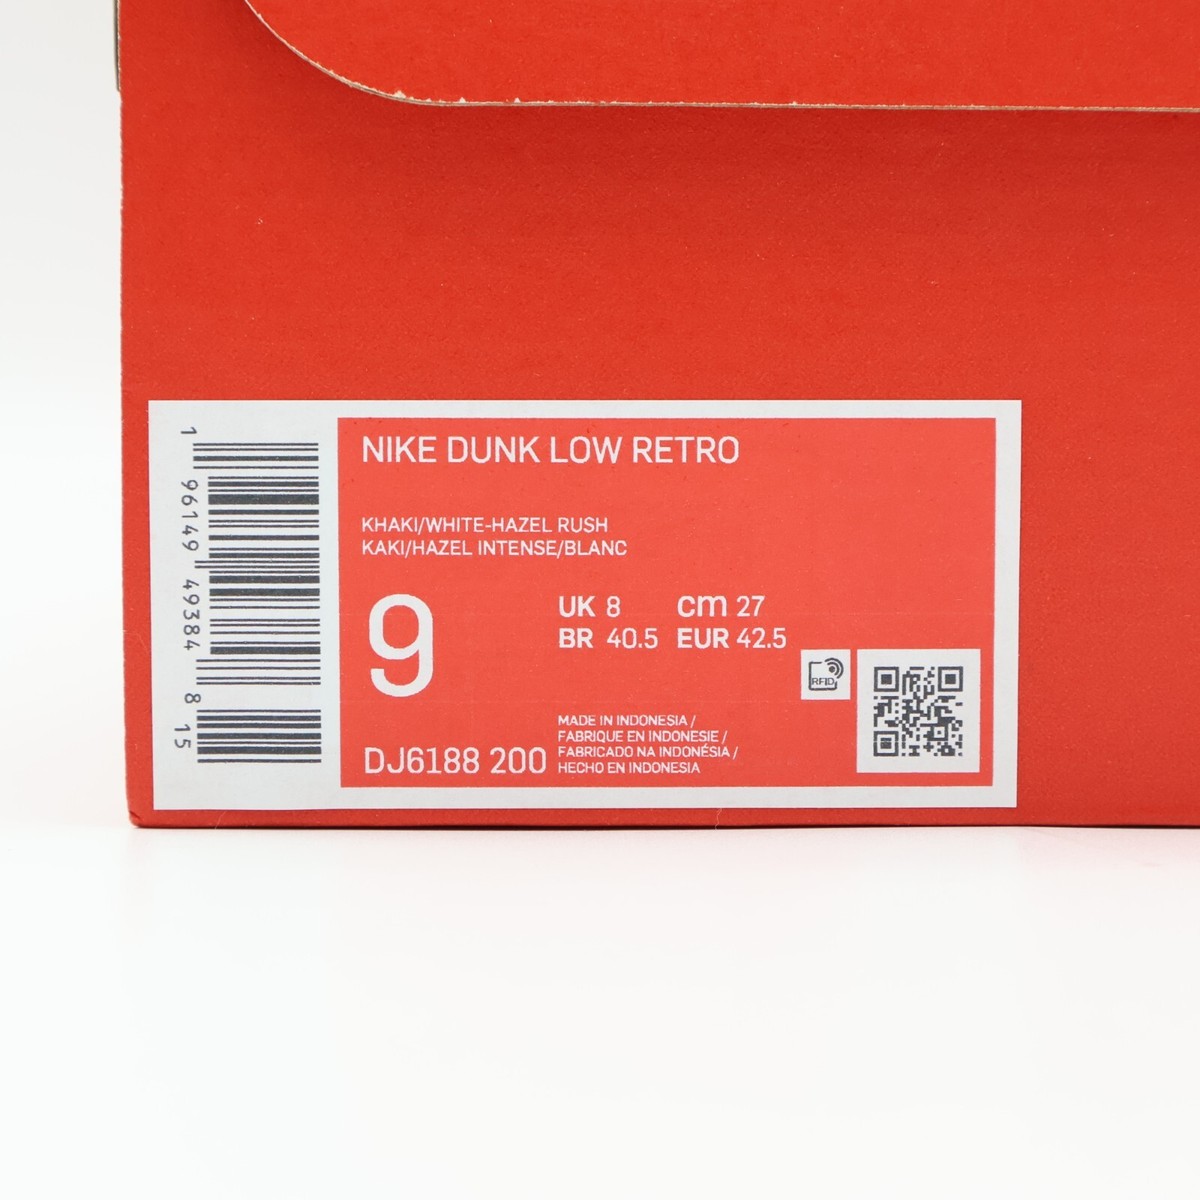 NIKE DUNK LOW RETRO
KHAKI/WHITE-HAZEL RUSH
KAKI/HAZEL INTENSE/BLANC
9
UK 8 cm 27
BR 40.5 EUR 42.5
RFID
DJ6188 200
MADE IN INDONESIA /
FABRIQUE EN INDONESIE /
FABRICADO NA INDONÉSIA /
HECHO EN INDONESIA
1 96149 49384 8 15